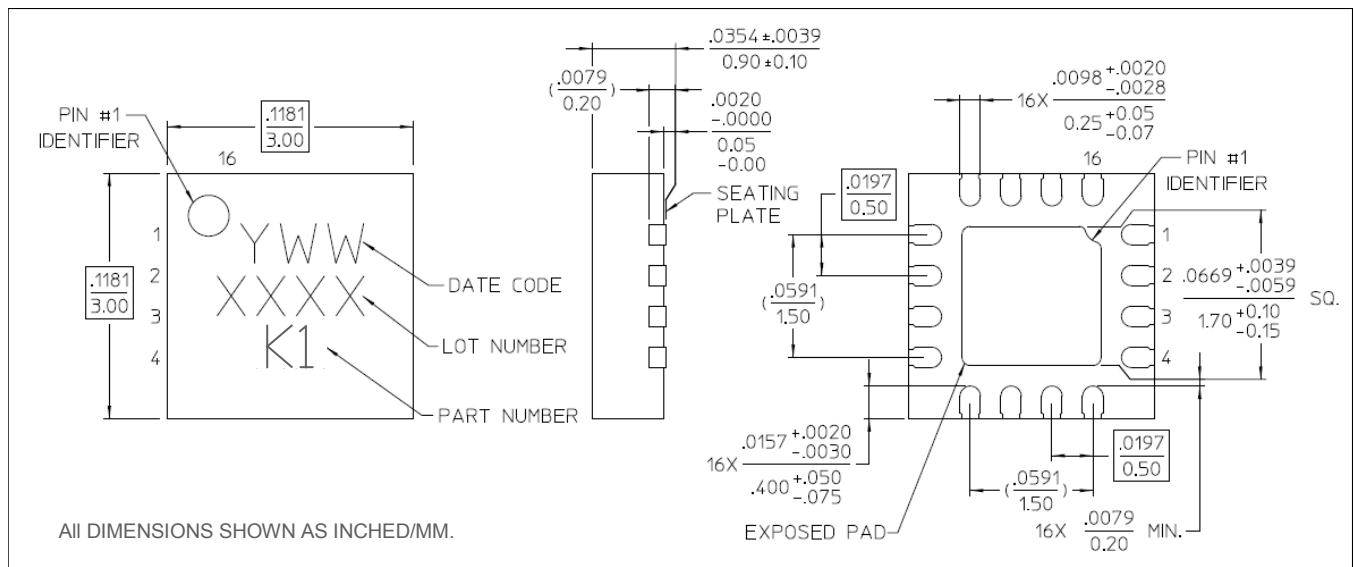 PIN #1
IDENTIFIER
.1181
3.00
16
.1181
3.00
1
2
3
4
YWW
XXXX
K1
DATE CODE
LOT NUMBER
PART NUMBER
.0354 ±.0039
0.90 ±0.10
(.0079
0.20)
.0020
-.0000
0.05
-0.00
SEATING
PLATE
16X .0098 +.0020
-.0028
0.25 +0.05
-0.07
16
PIN #1
IDENTIFIER
.0197
0.50
(.0591
1.50)
1
2
3
4
.0669 +.0039
-.0059
SQ.
1.70 +0.10
-0.15
16X .0157 +.0020
-.0030
.400 +.050
-.075
.0197
0.50
(.0591
1.50)
EXPOSED PAD
16X .0079 MIN.
0.20
All DIMENSIONS SHOWN AS INCHED/MM.